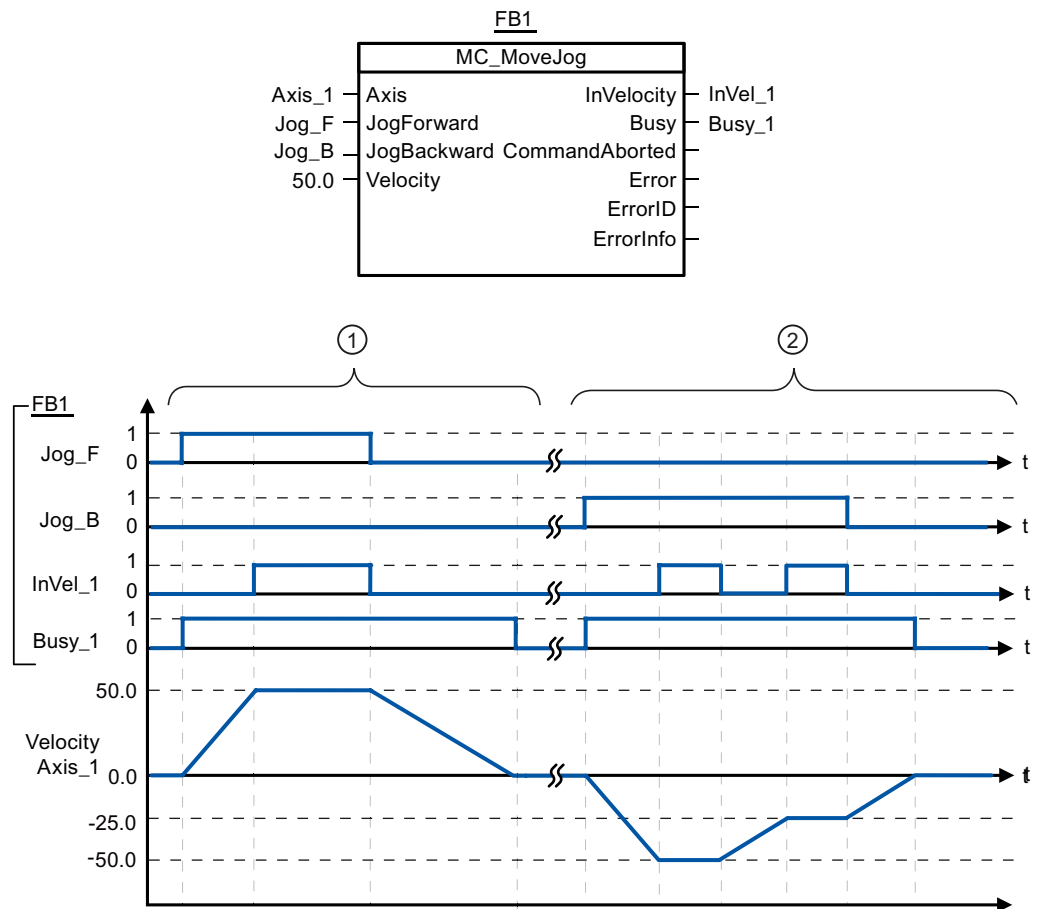 FB1
MC_MoveJog
Axis_1 Axis InVelocity InVel_1
Jog_F JogForward Busy Busy_1
Jog_B JogBackward CommandAborted
50.0 Velocity Error
ErrorID
ErrorInfo
1 2
FB1
1
Jog_F 0 t
1
Jog_B 0 t
1
InVel_1 0 t
1
Busy_1 0 t
50.0
Velocity
Axis_1 0.0 t
-25.0
-50.0